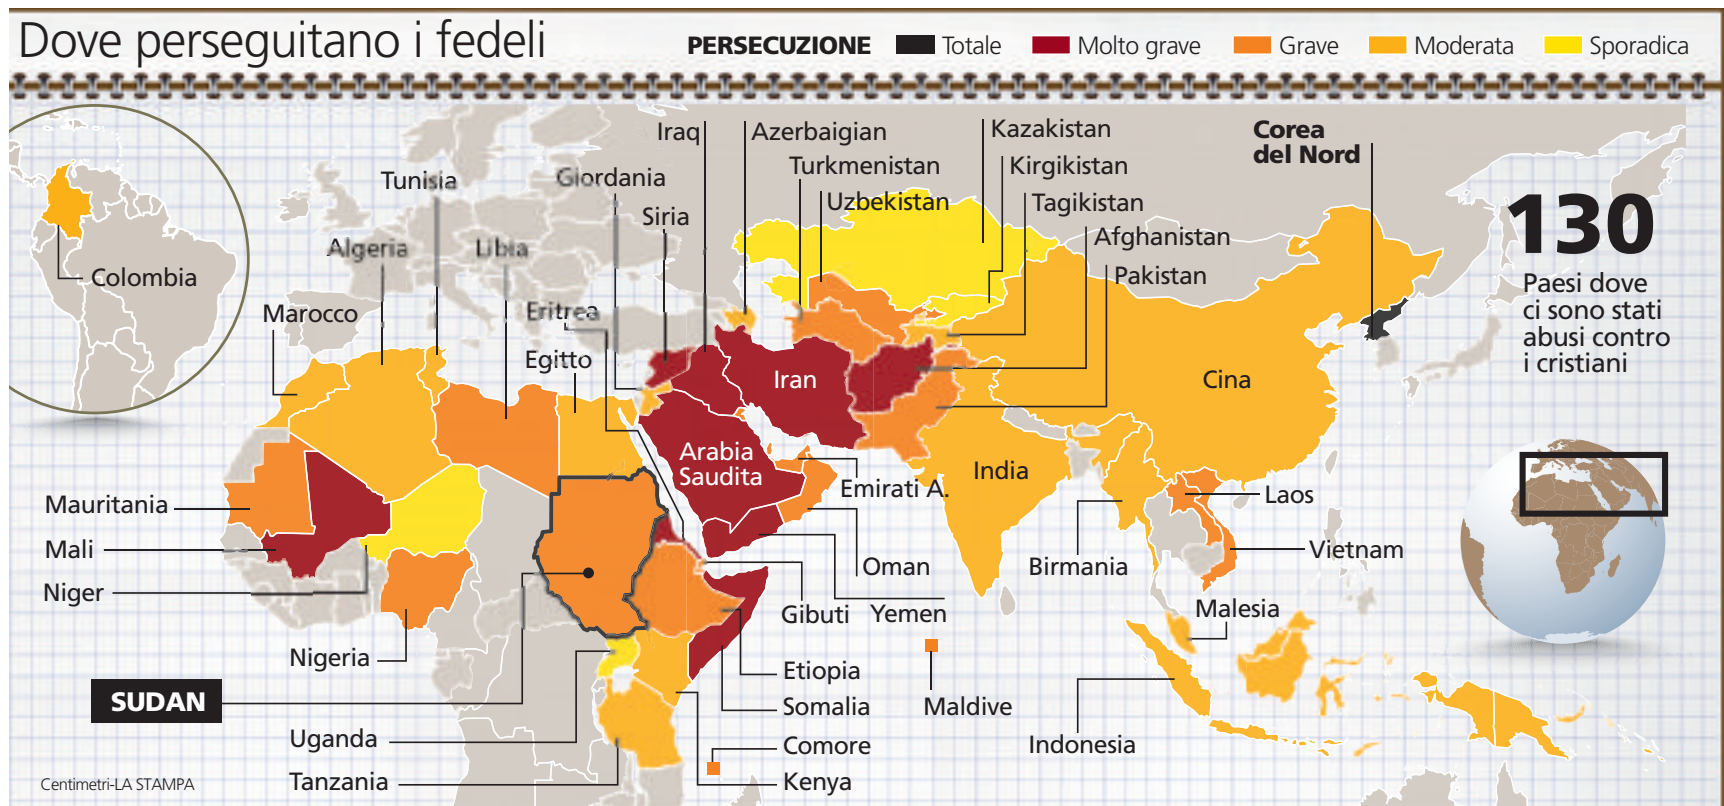 Dove perseguitano i fedeli
PERSECUZIONE Totale Molto grave Grave Moderata Sporadica
Iraq
Azerbaigian
Kazakistan
Corea
del Nord
Turkmenistan
Kirgikistan
Tunisia
Giordania
Uzbekistan
Tagikistan
Siria
Afghanistan
Algeria
Libia
Pakistan
Colombia
Marocco
Eritrea
Egitto
130
Paesi dove
ci sono stati
abusi contro
i cristiani
Iran
Cina
Arabia
Saudita
India
Emirati A.
Laos
Mauritania
Mali
Niger
Vietnam
Oman
Birmania
Gibuti
Yemen
Malesia
Nigeria
Etiopia
SUDAN
Somalia
Maldive
Uganda
Comore
Indonesia
Tanzania
Kenya
Centimetri-LA STAMPA